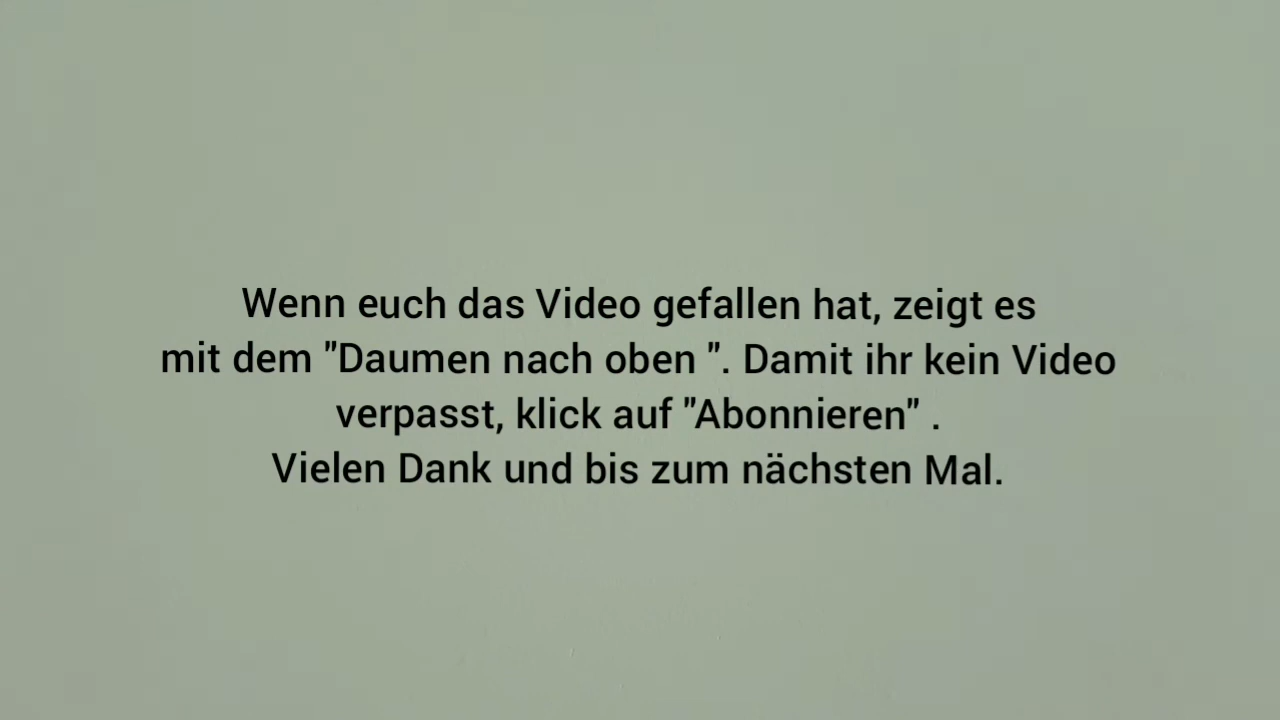 Wenn euch das Video gefallen hat, zeigt es
mit dem "Daumen nach oben ". Damit ihr kein Video
verpasst, klick auf "Abonnieren" .
Vielen Dank und bis zum nächsten Mal.